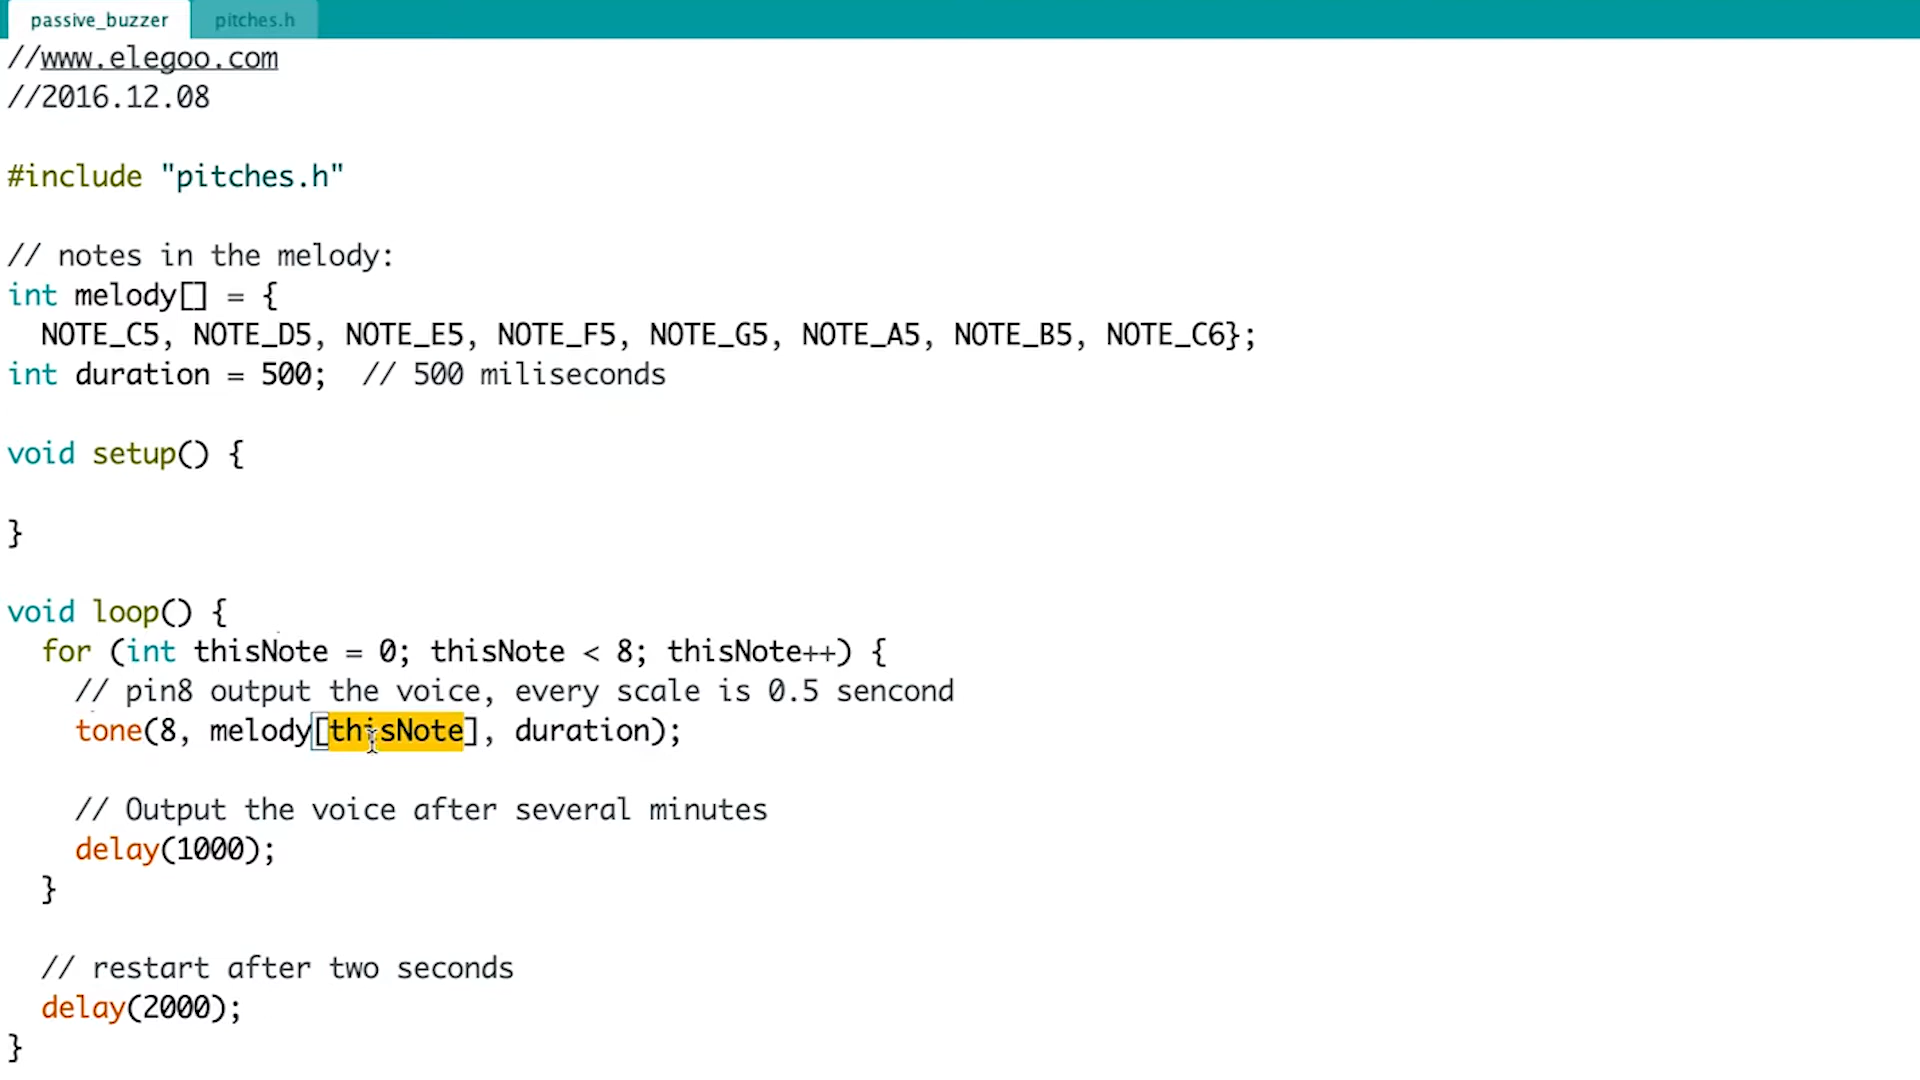 passive_buzzer
pitches.h
//www.elegoo.com
//2016.12.08
#include "pitches.h"
// notes in the melody:
int melody[] = {
  NOTE_C5, NOTE_D5, NOTE_E5, NOTE_F5, NOTE_G5, NOTE_A5, NOTE_B5, NOTE_C6};
int duration = 500;  // 500 miliseconds
void setup() {
}
void loop() {
  for (int thisNote = 0; thisNote < 8; thisNote++) {
    // pin8 output the voice, every scale is 0.5 sencond
    tone(8, melody[thisNote], duration);
    // Output the voice after several minutes
    delay(1000);
  }
  // restart after two seconds
  delay(2000);
}